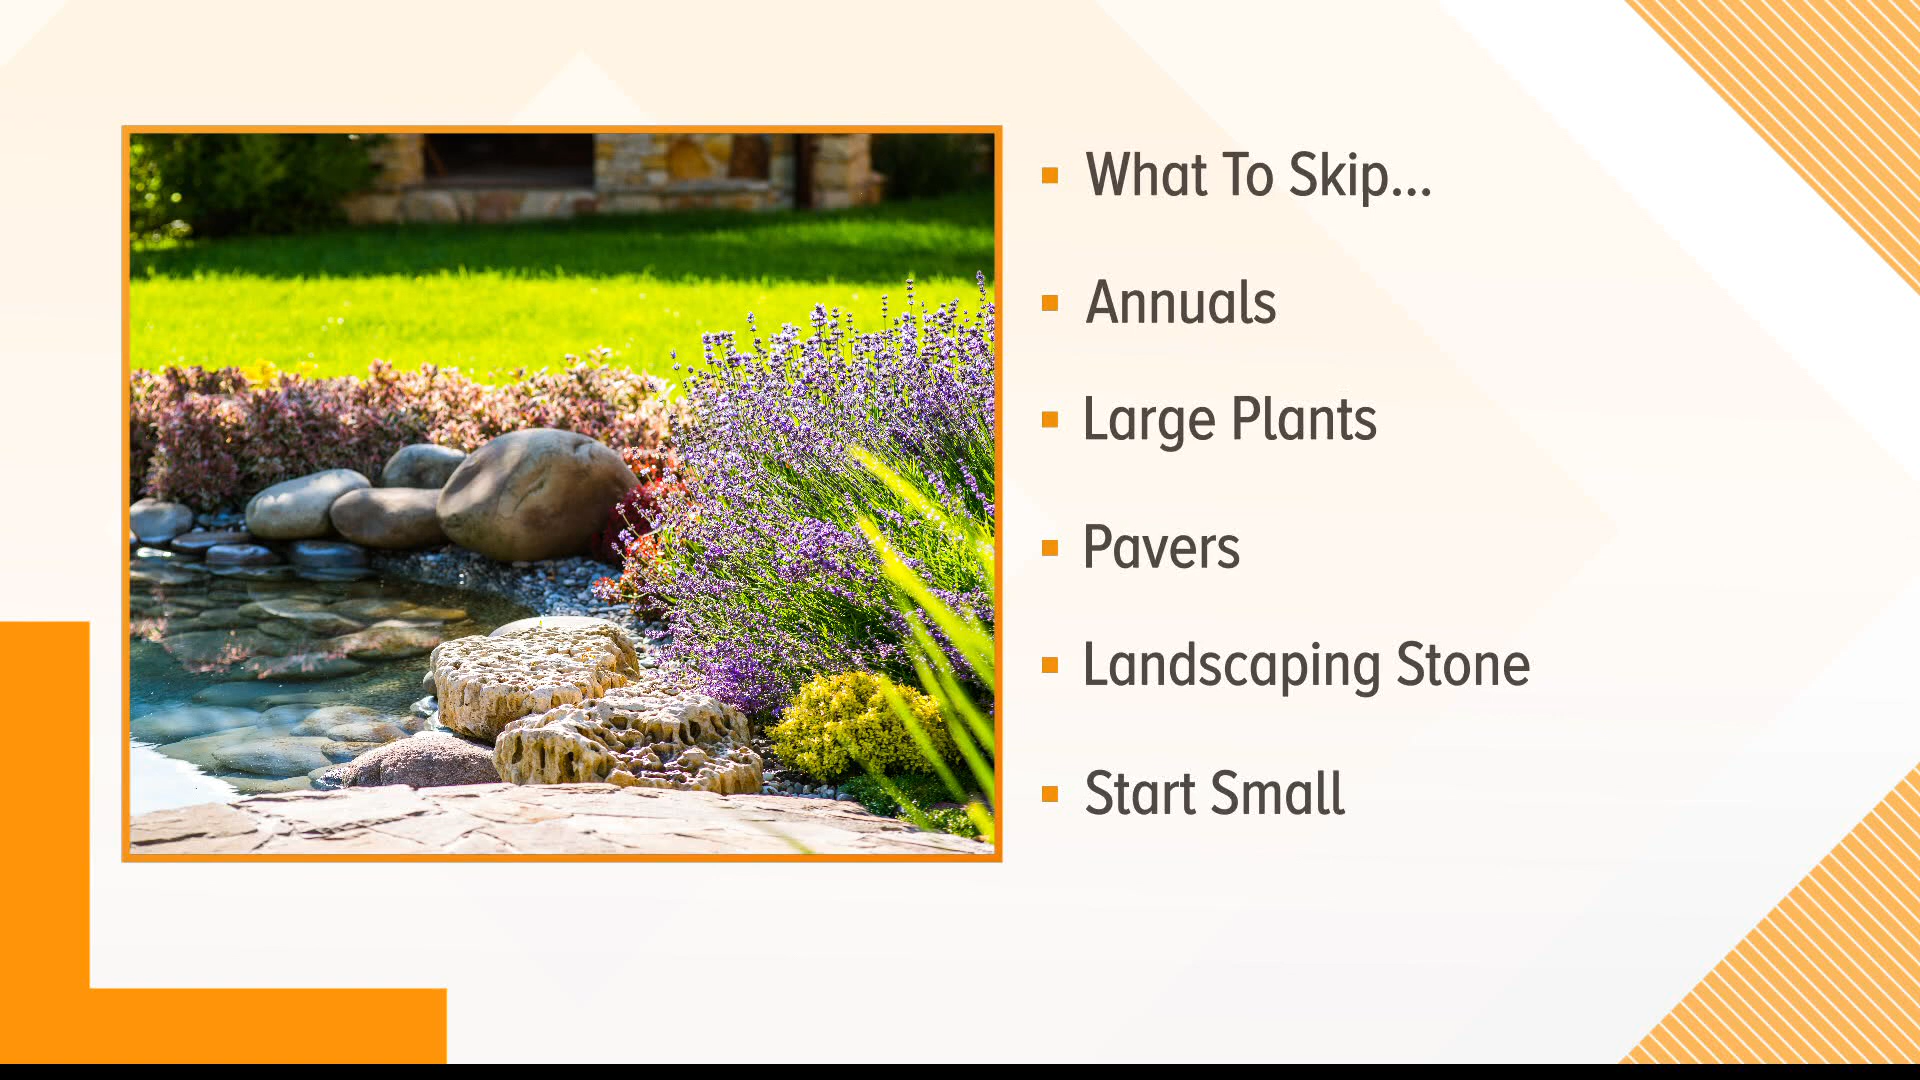 What To Skip...
Annuals
Large Plants
Pavers
Landscaping Stone
Start Small